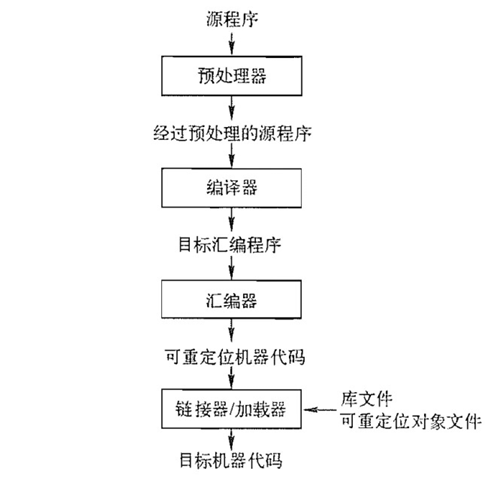 源程序
预处理器
经过预处理的源程序
编译器
目标汇编程序
汇编器
可重定位机器代码
链接器/加载器
库文件
可重定位对象文件
目标机器代码